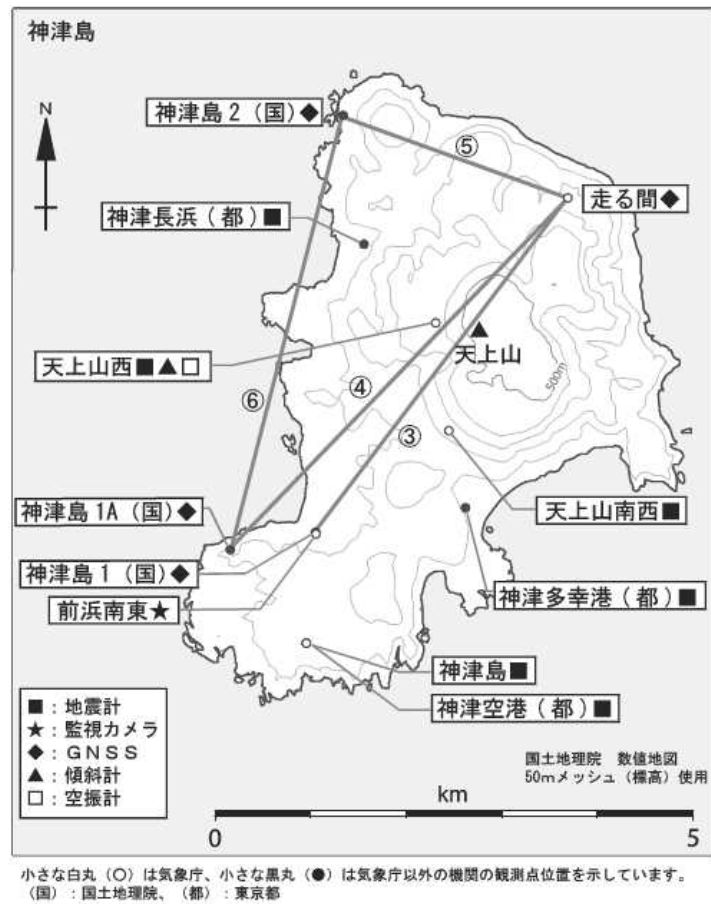 神津島
N
神津島2(国)◆
⑤
走る間◆
神津長浜(都)■
天上山
天上山西■▲□
500m
④
⑥
③
神津島1A(国)◆
天上山南西■
神津島1(国)◆
前浜南東★
神津多幸港(都)■
神津島■
神津空港(都)■
■:地震計
★:監視カメラ
◆:GNSS
▲:傾斜計
□:空振計
国土地理院 数値地図
50mメッシュ(標高)使用
km
0 5
小さな白丸(○)は気象庁、小さな黒丸(●)は気象庁以外の機関の観測点位置を示しています。
(国):国土地理院、(都):東京都